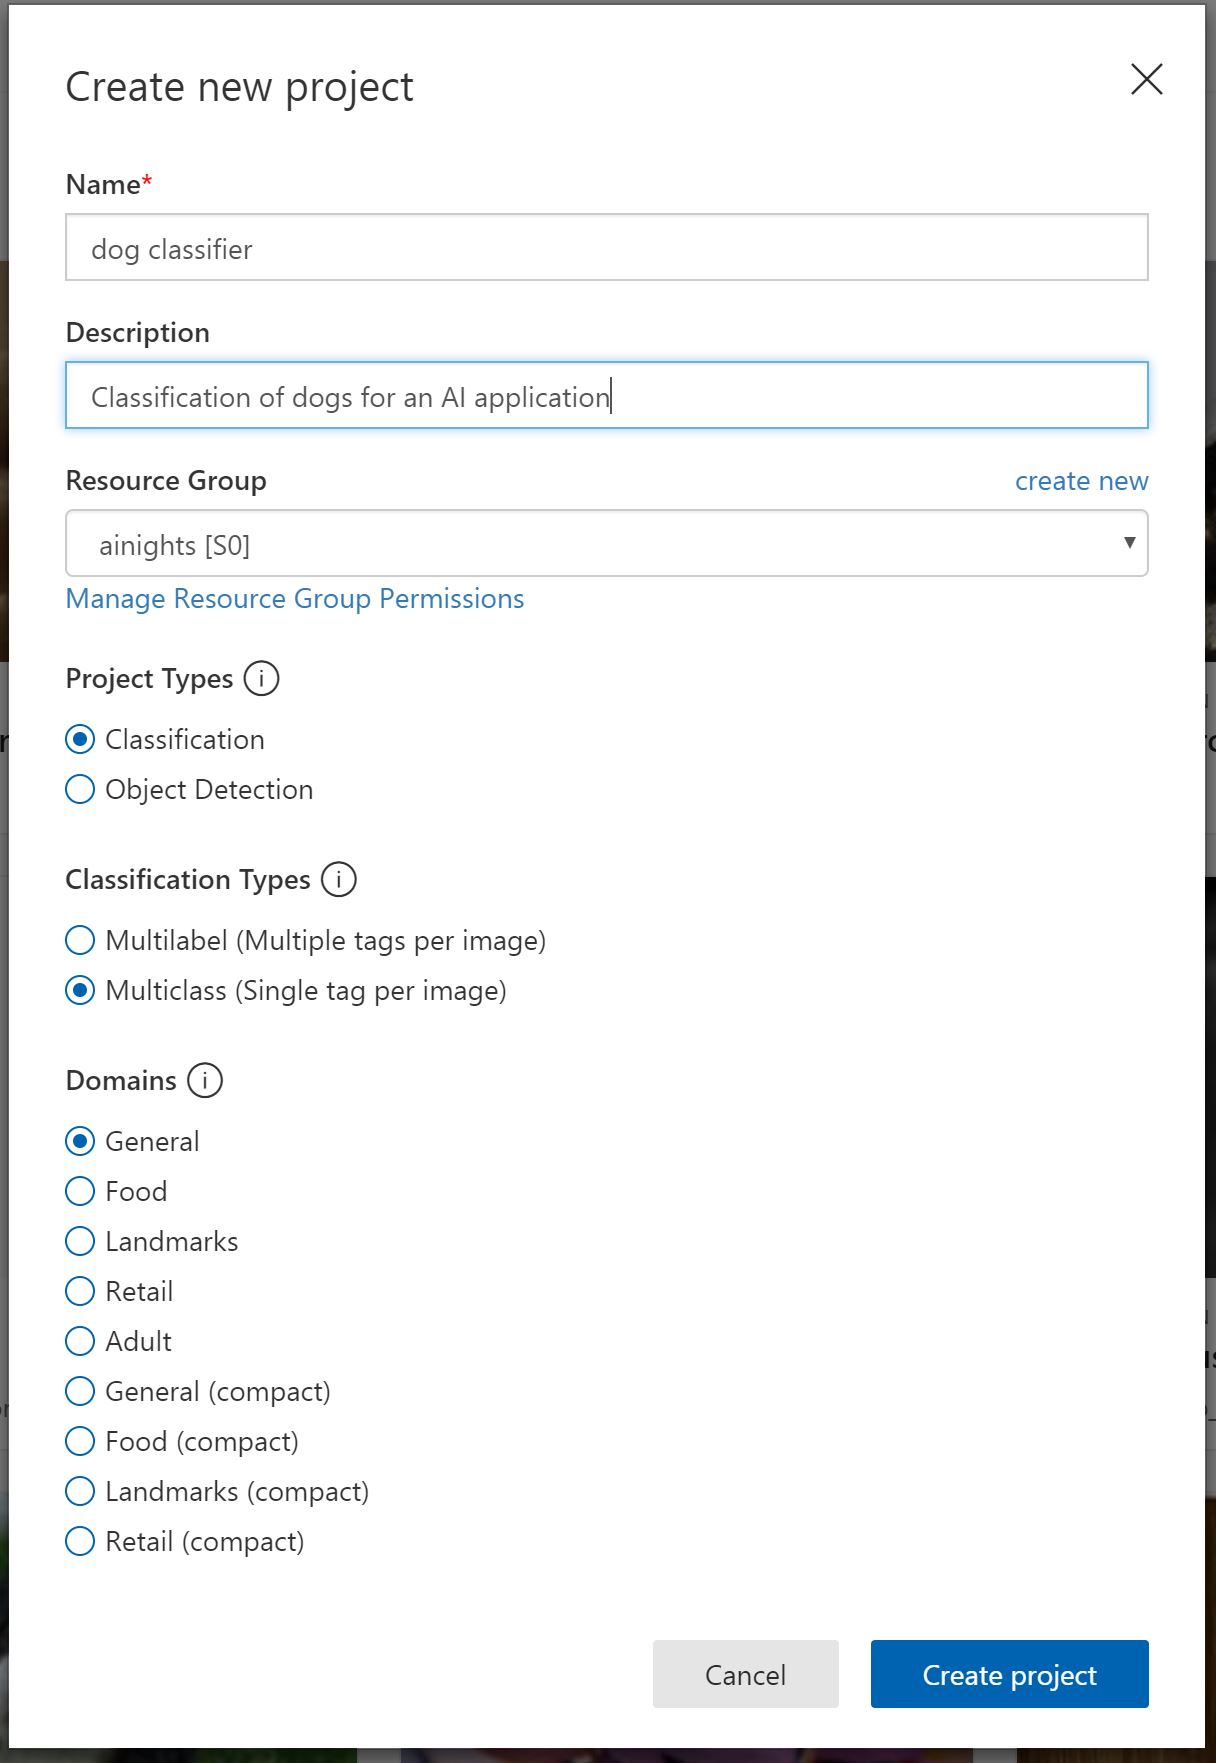 Create new project
Name*
dog classifier
Description
Classification of dogs for an AI application
Resource Group
create new
ainights [S0]
Manage Resource Group Permissions
Project Types
Classification
Object Detection
Classification Types
Multilabel (Multiple tags per image)
Multiclass (Single tag per image)
Domains
General
Food
Landmarks
Retail
Adult
General (compact)
Food (compact)
Landmarks (compact)
Retail (compact)
Cancel
Create project